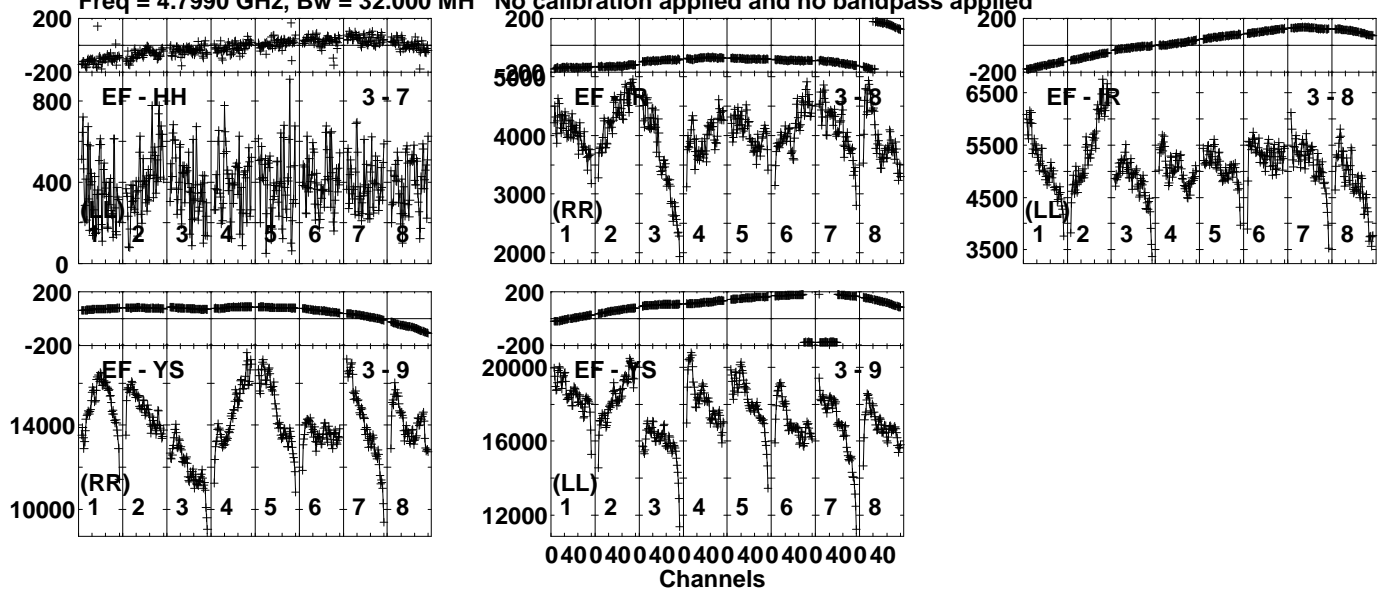 Freq = 4.7990 GHz, Bw = 32.000 MH No calibration applied and no bandpass applied
200
-200
800
400
0
EF - HH 3 - 7
(LL)
1 2 3 4 5 6 7 8
200
-200
5000
4000
3000
2000
EF - IR 3 - 8
(RR)
1 2 3 4 5 6 7 8
200
-200
6500
5500
4500
3500
EF - IR 3 - 8
(LL)
1 2 3 4 5 6 7 8
200
-200
14000
10000
EF - YS 3 - 9
(RR)
1 2 3 4 5 6 7 8
200
-200
20000
16000
12000
EF - YS 3 - 9
(LL)
1 2 3 4 5 6 7 8
0 40 0 40 0 40 0 40 0 40 0 40 0 40 0 40
Channels